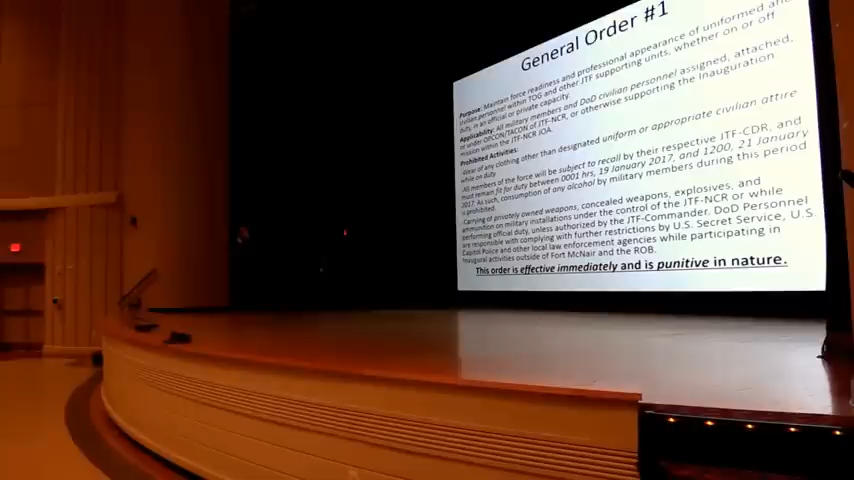 General Order #1
Purpose: Maintain force readiness and professional appearance of uniformed and
civilian personnel within TOG and other JTF supporting units, whether on or off
duty, in an official or private capacity.
Applicability: All military members and DoD civilian personnel assigned, attached,
or under OPCON/TACON of JTF-NCR, or otherwise supporting the Inauguration
mission within the JTF-NCR JOA.
Prohibited Activities:
-Wear of any clothing other than designated uniform or appropriate civilian attire
while on duty
-All members of the force will be subject to recall by their respective JTF-CDR, and
must remain fit for duty between 0001 hrs, 19 January 2017, and 1200, 21 January
2017. As such, consumption of any alcohol by military members during this period
is prohibited.
-Carrying of privately owned weapons, concealed weapons, explosives, and
ammunition on military installations under the control of the JTF-NCR or while
performing official duty, unless authorized by the JTF-Commander. DoD Personnel
are responsible with complying with further restrictions by U.S. Secret Service, U.S.
Capitol Police and other local law enforcement agencies while participating in
Inaugural activities outside of Fort McNair and the ROB.
This order is effective immediately and is punitive in nature.